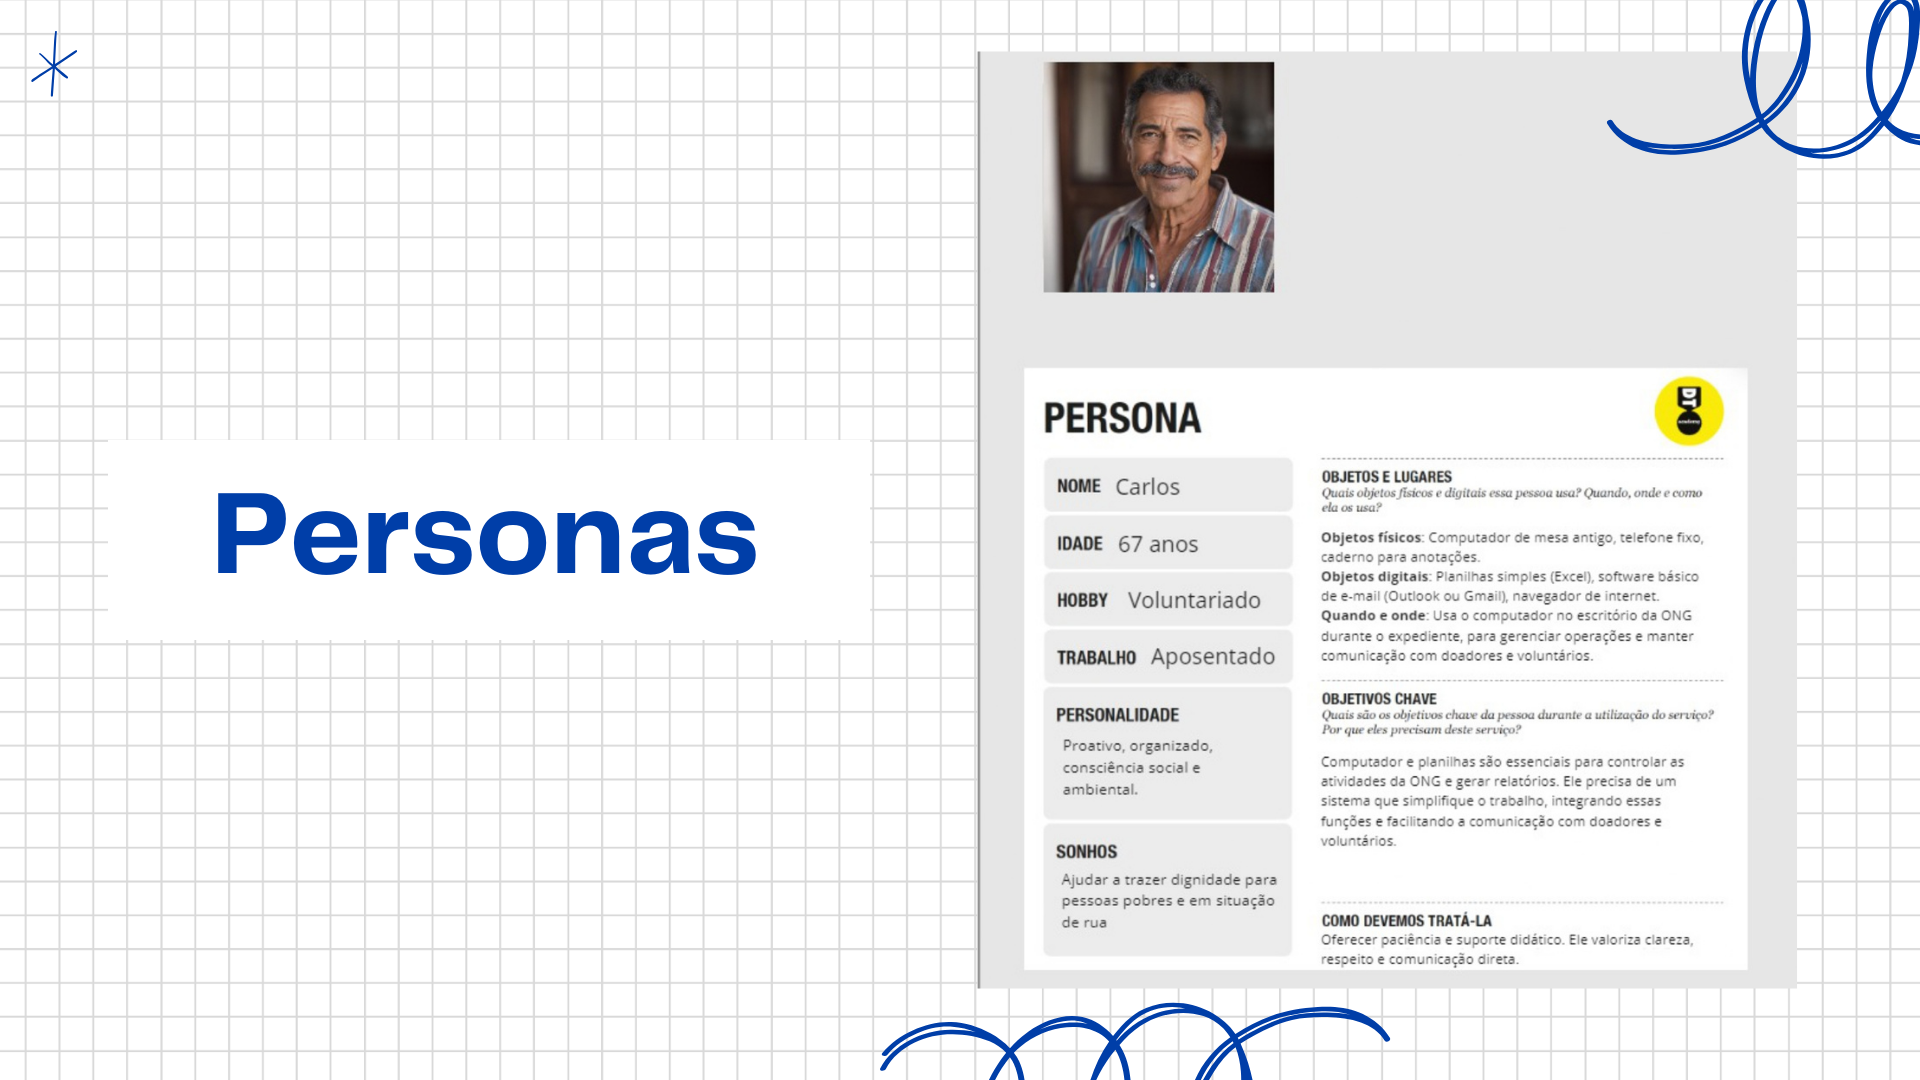 Personas
PERSONA
DT
academy
NOME Carlos
IDADE 67 anos
HOBBY Voluntariado
TRABALHO Aposentado
PERSONALIDADE
Proativo, organizado,
consciência social e
ambiental.
SONHOS
Ajudar a trazer dignidade para
pessoas pobres e em situação
de rua
OBJETOS E LUGARES
Quais objetos físicos e digitais essa pessoa usa? Quando, onde e como
ela os usa?
Objetos físicos: Computador de mesa antigo, telefone fixo,
caderno para anotações.
Objetos digitais: Planilhas simples (Excel), software básico
de e-mail (Outlook ou Gmail), navegador de internet.
Quando e onde: Usa o computador no escritório da ONG
durante o expediente, para gerenciar operações e manter
comunicação com doadores e voluntários.
OBJETIVOS CHAVE
Quais são os objetivos chave da pessoa durante a utilização do serviço?
Por que eles precisam deste serviço?
Computador e planilhas são essenciais para controlar as
atividades da ONG e gerar relatórios. Ele precisa de um
sistema que simplifique o trabalho, integrando essas
funções e facilitando a comunicação com doadores e
voluntários.
COMO DEVEMOS TRATÁ-LA
Oferecer paciência e suporte didático. Ele valoriza clareza,
respeito e comunicação direta.